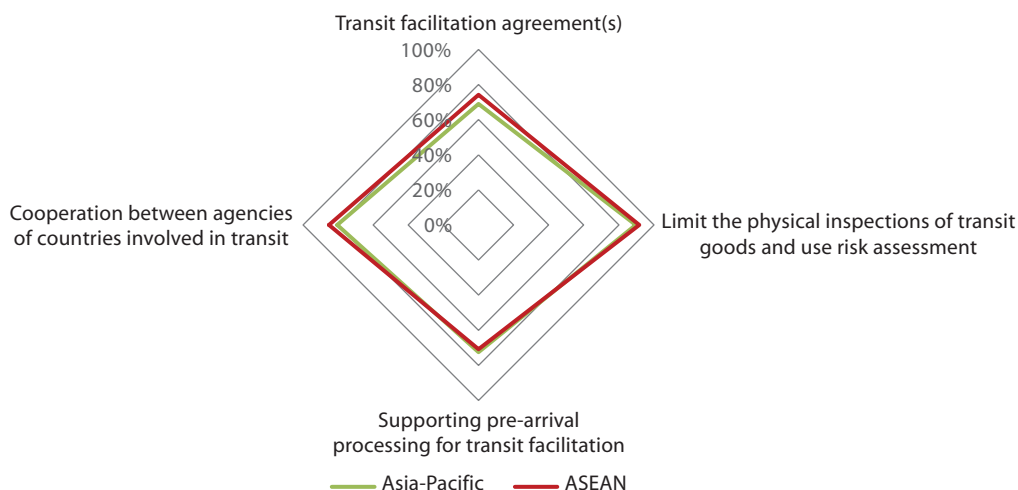 Transit facilitation agreement(s)
100%
80%
60%
40%
20%
0%
Cooperation between agencies
of countries involved in transit
Limit the physical inspections of transit
goods and use risk assessment
Supporting pre-arrival
processing for transit facilitation
Asia-Pacific
ASEAN